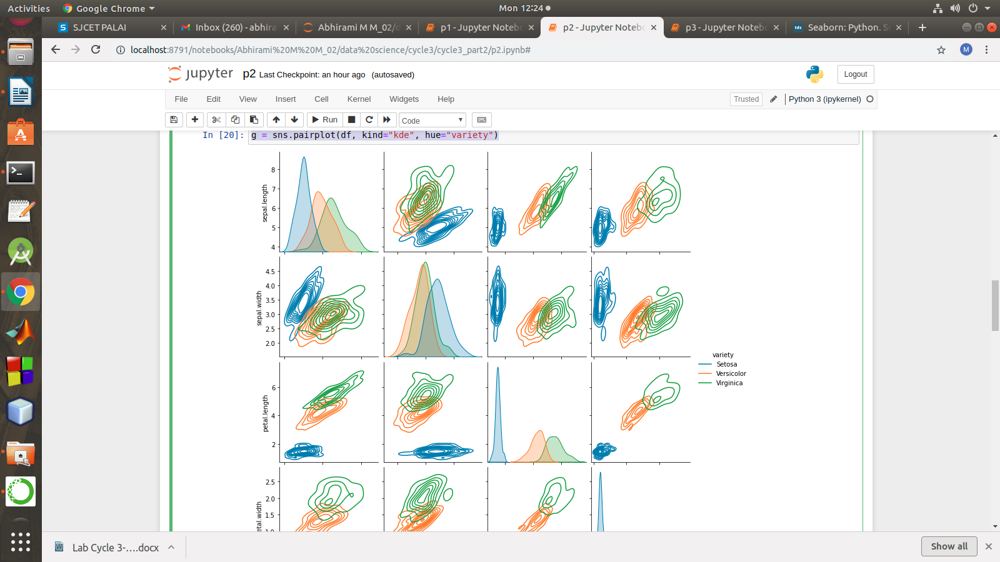 Activities Google Chrome Mon 12:24
SJCET PALAI Inbox (260) - abhira Abhirami M M_02/ p1 - Jupyter Notebo p2 - Jupyter Notebo p3 - Jupyter Notebo tds Seaborn: Python. S
localhost:8791/notebooks/Abhirami%20M%20M_02/data%20science/cycle3/cycle3_part2/p2.ipynb# M
jupyter p2 Last Checkpoint: an hour ago (autosaved) Logout
File Edit View Insert Cell Kernel Widgets Help Trusted Python 3 (ipykernel)
Run Code
In [20]: g = sns.pairplot(df, kind="kde", hue="variety")
sepal.length
8
7
6
5
4
sepal.width
4.5
4.0
3.5
3.0
2.5
2.0
variety
Setosa
Versicolor
Virginica
petal.length
6
4
2
etal.width
2.5
2.0
1.5
1.0
Lab Cycle 3-....docx Show all